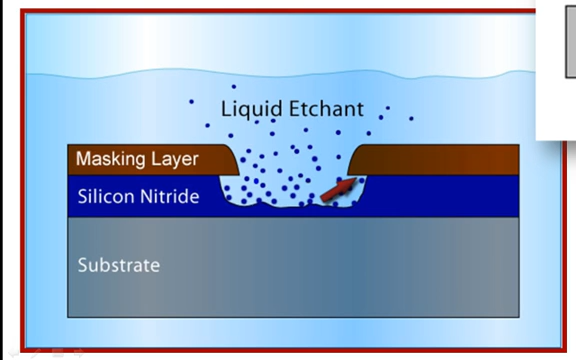 Liquid Etchant
Masking Layer
Silicon Nitride
Substrate